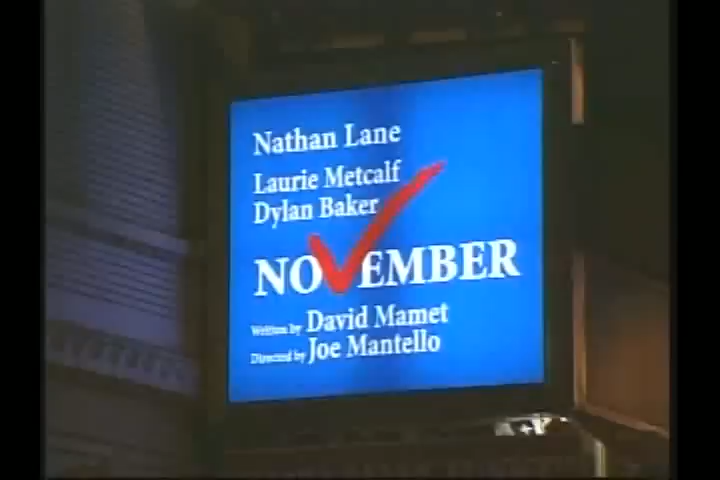 Nathan Lane
Laurie Metcalf
Dylan Baker
NOVEMBER
Written by David Mamet
Directed by Joe Mantello